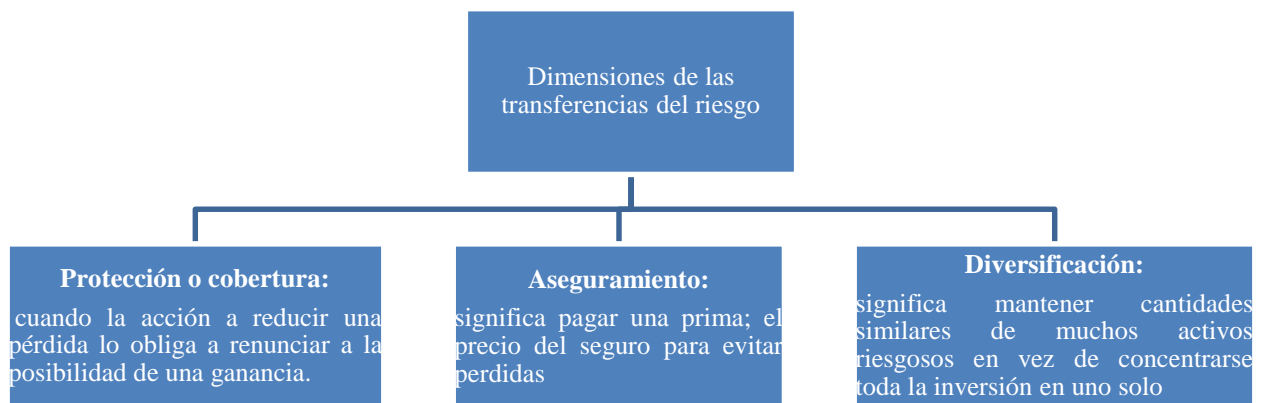 Dimensiones de las
transferencias del riesgo
Protección o cobertura:
cuando la acción a reducir una
pérdida lo obliga a renunciar a la
posibilidad de una ganancia.
Aseguramiento:
significa pagar una prima; el
precio del seguro para evitar
perdidas
Diversificación:
significa mantener cantidades
similares de muchos activos
riesgosos en vez de concentrarse
toda la inversión en uno solo